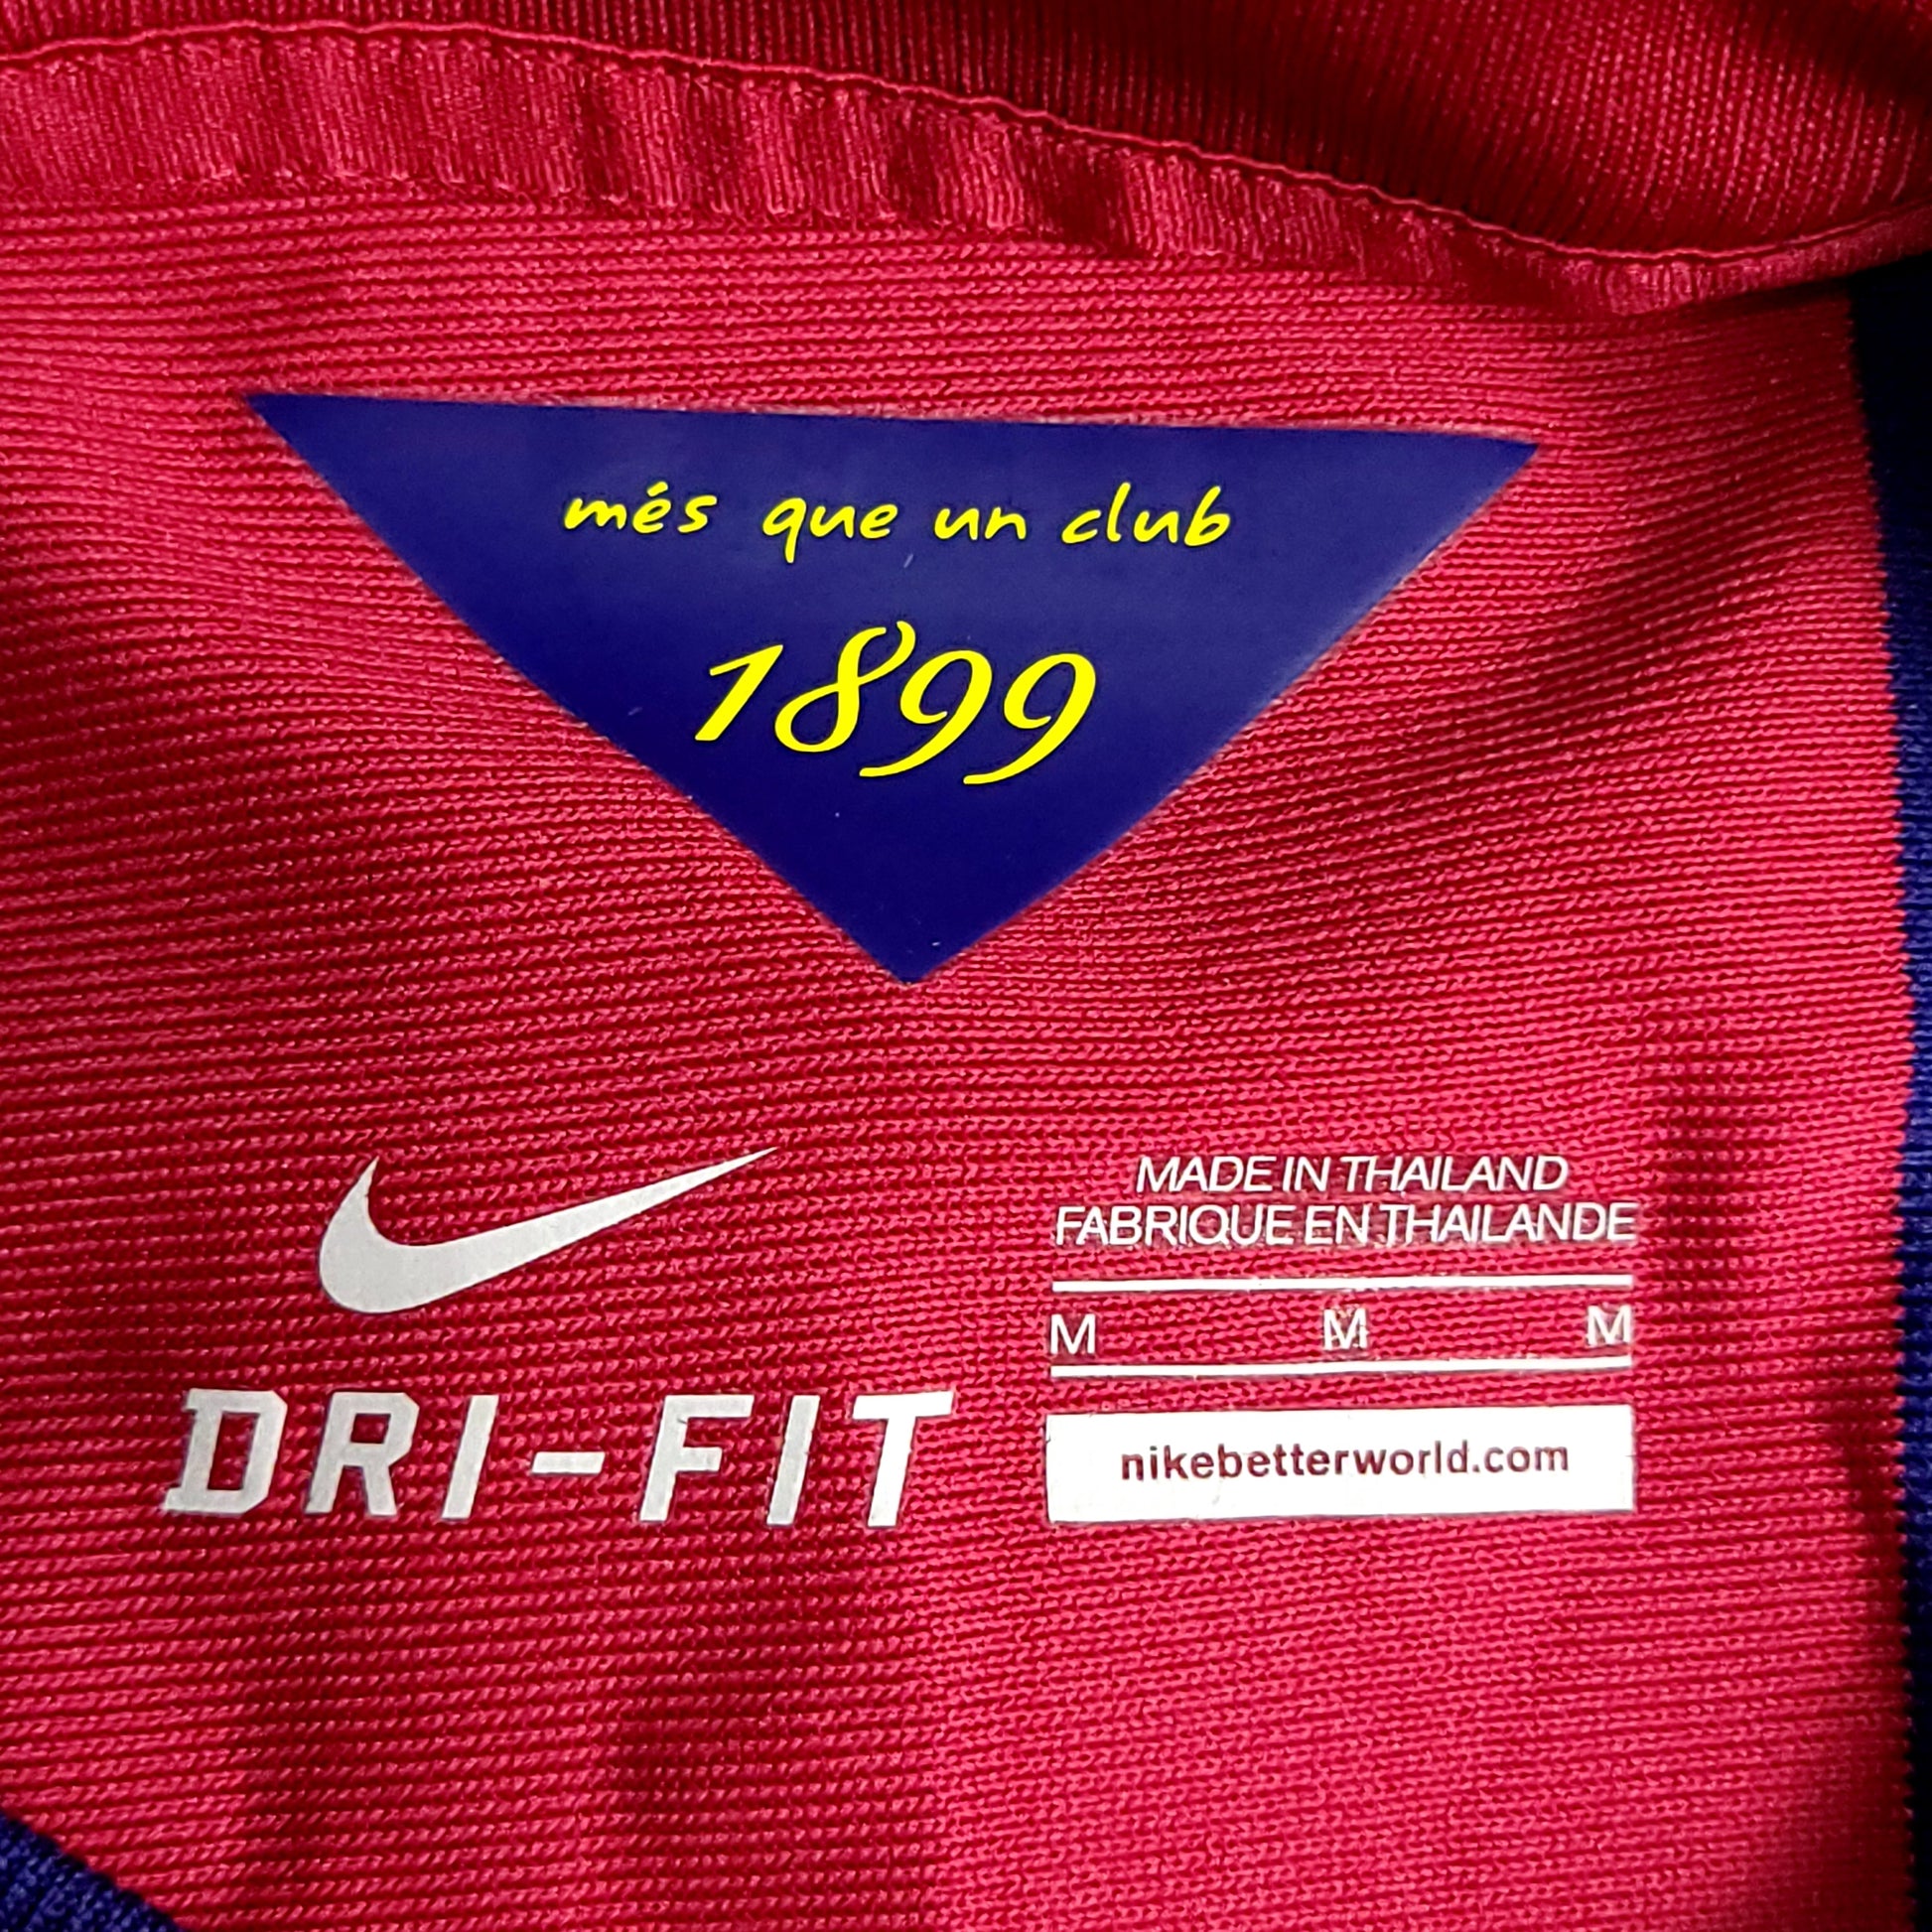 més que un club
1899
DRI-FIT
MADE IN THAILAND
FABRIQUE EN THAILANDE
M M M
nikebetterworld.com